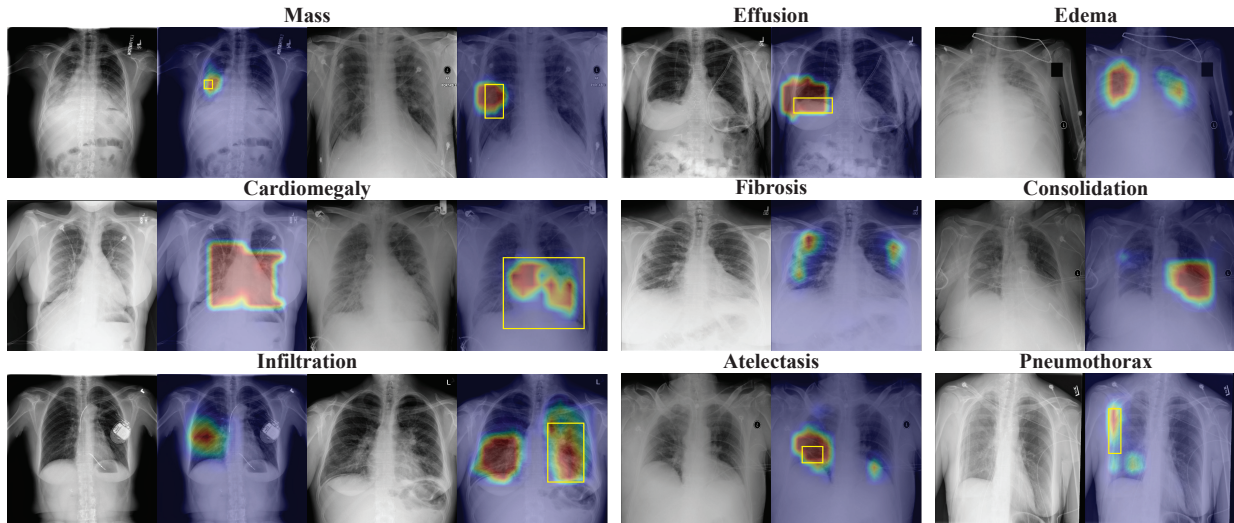 Mass
Effusion
Edema
Cardiomegaly
Fibrosis
Consolidation
Infiltration
Atelectasis
Pneumothorax